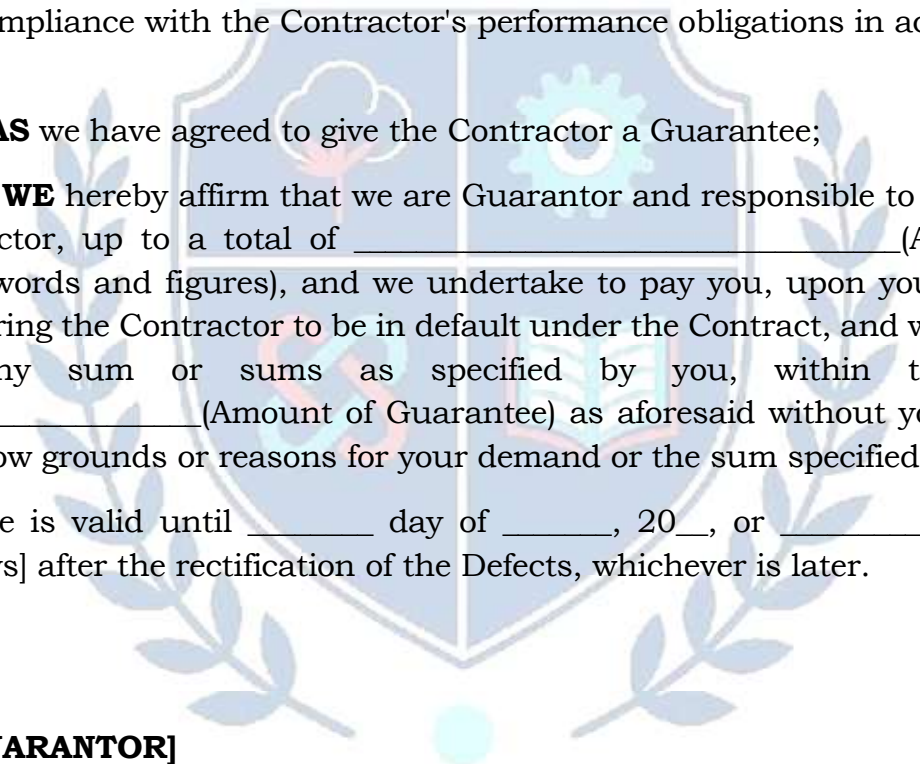 mpliance with the Contractor's performance obligations in ac
AS we have agreed to give the Contractor a Guarantee;
WE hereby affirm that we are Guarantor and responsible to
ctor, up to a total of ___________________________________(A
words and figures), and we undertake to pay you, upon you
ring the Contractor to be in default under the Contract, and w
ny sum or sums as specified by you, within t
_____________(Amount of Guarantee) as aforesaid without yo
ow grounds or reasons for your demand or the sum specified
e is valid until ________ day of _______, 20__, or _________
ys] after the rectification of the Defects, whichever is later.
UARANTOR]